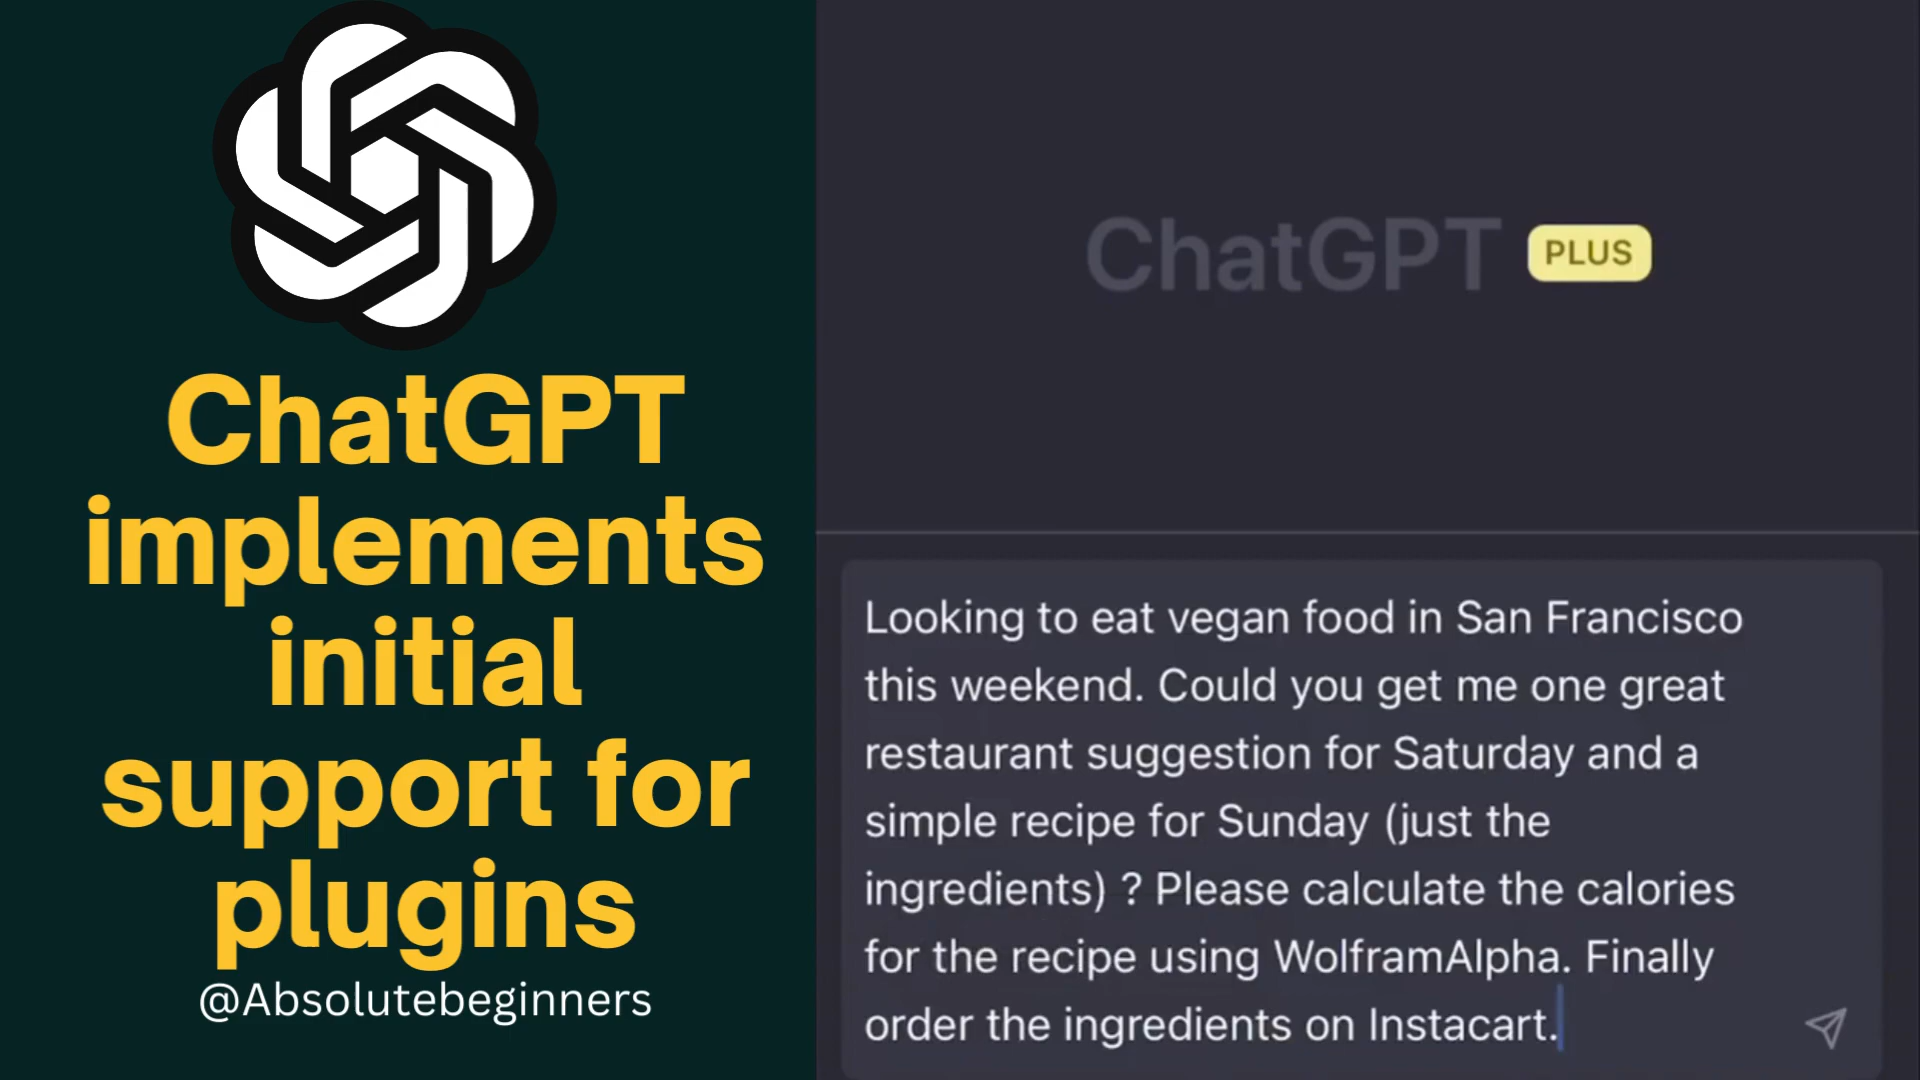 ChatGPT
implements
initial
support for
plugins
@Absolutebeginners
ChatGPT PLUS
Looking to eat vegan food in San Francisco
this weekend. Could you get me one great
restaurant suggestion for Saturday and a
simple recipe for Sunday (just the
ingredients) ? Please calculate the calories
for the recipe using WolframAlpha. Finally
order the ingredients on Instacart.